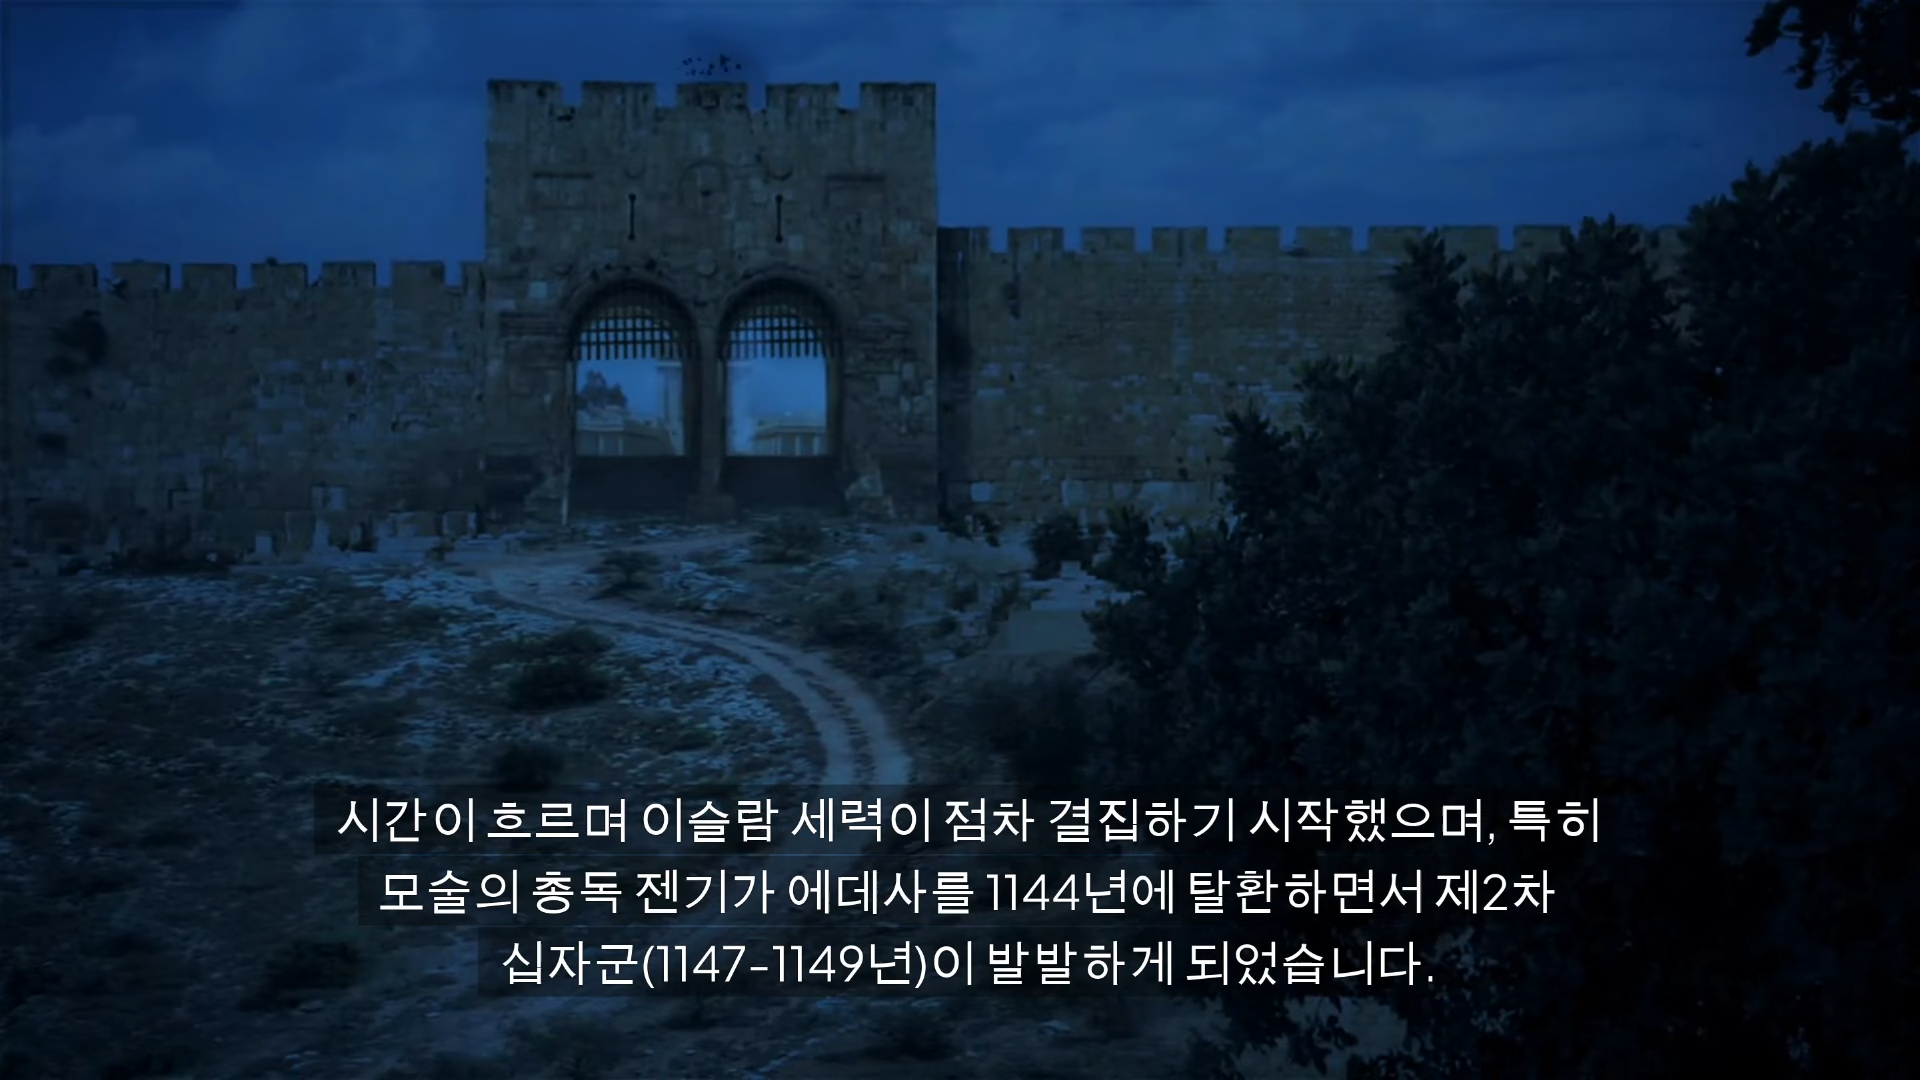 시간이 흐르며 이슬람 세력이 점차 결집하기 시작했으며, 특히
모술의 총독 젠기가 에데사를 1144년에 탈환하면서 제2차
십자군(1147-1149년)이 발발하게 되었습니다.